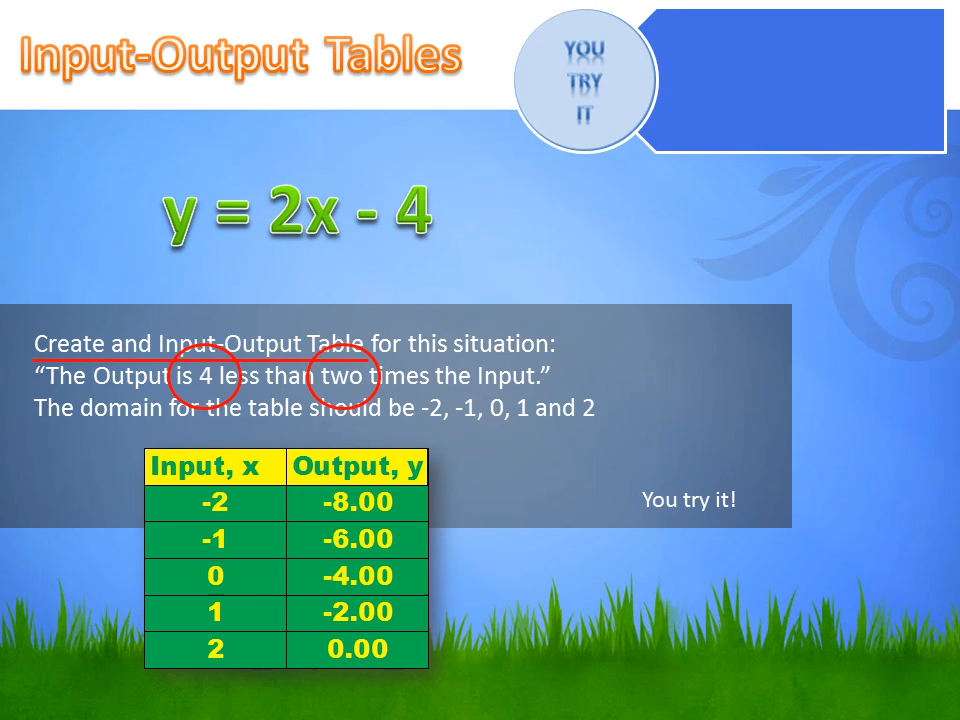 Input-Output Tables
YOU
TRY
IT
y = 2x - 4
Create and Input-Output Table for this situation:
“The Output is 4 less than two times the Input.”
The domain for the table should be -2, -1, 0, 1 and 2
Input, x Output, y
-2 -8.00
-1 -6.00
0 -4.00
1 -2.00
2 0.00
You try it!